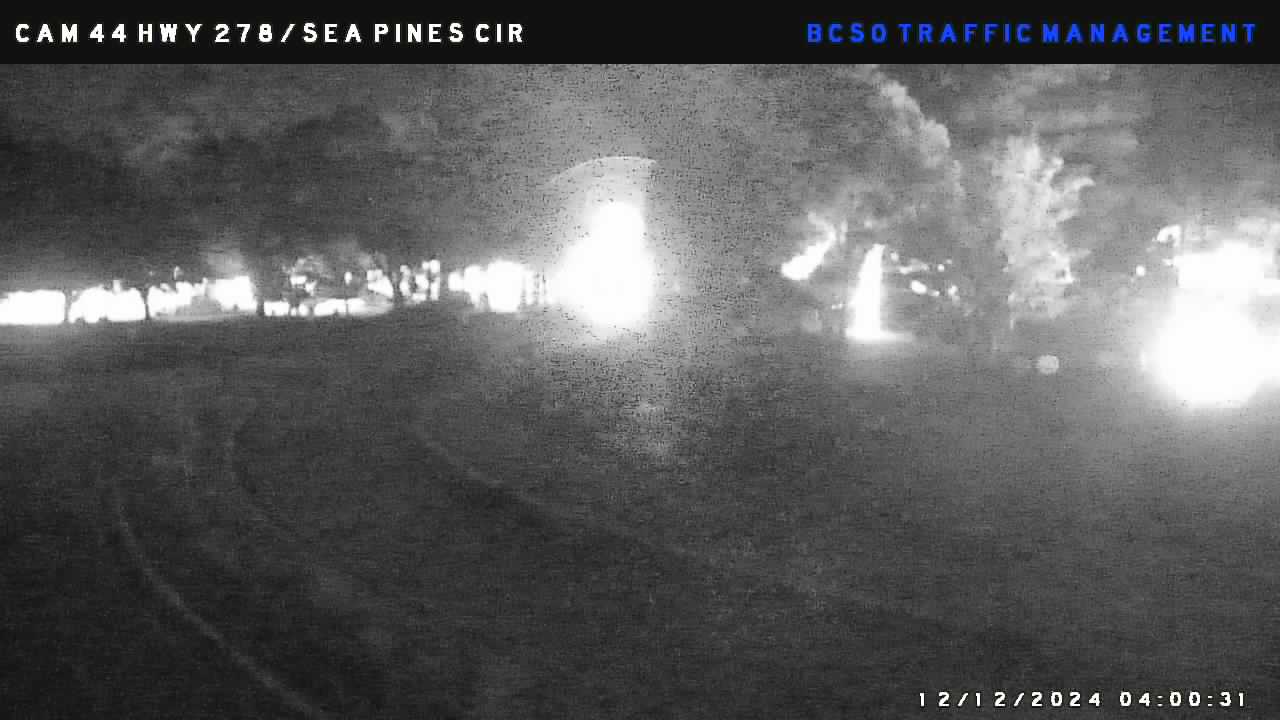 CAM 44 HWY 278/SEA PINES CIR
BCSO TRAFFIC MANAGEMENT
12/12/2024 04:00:31